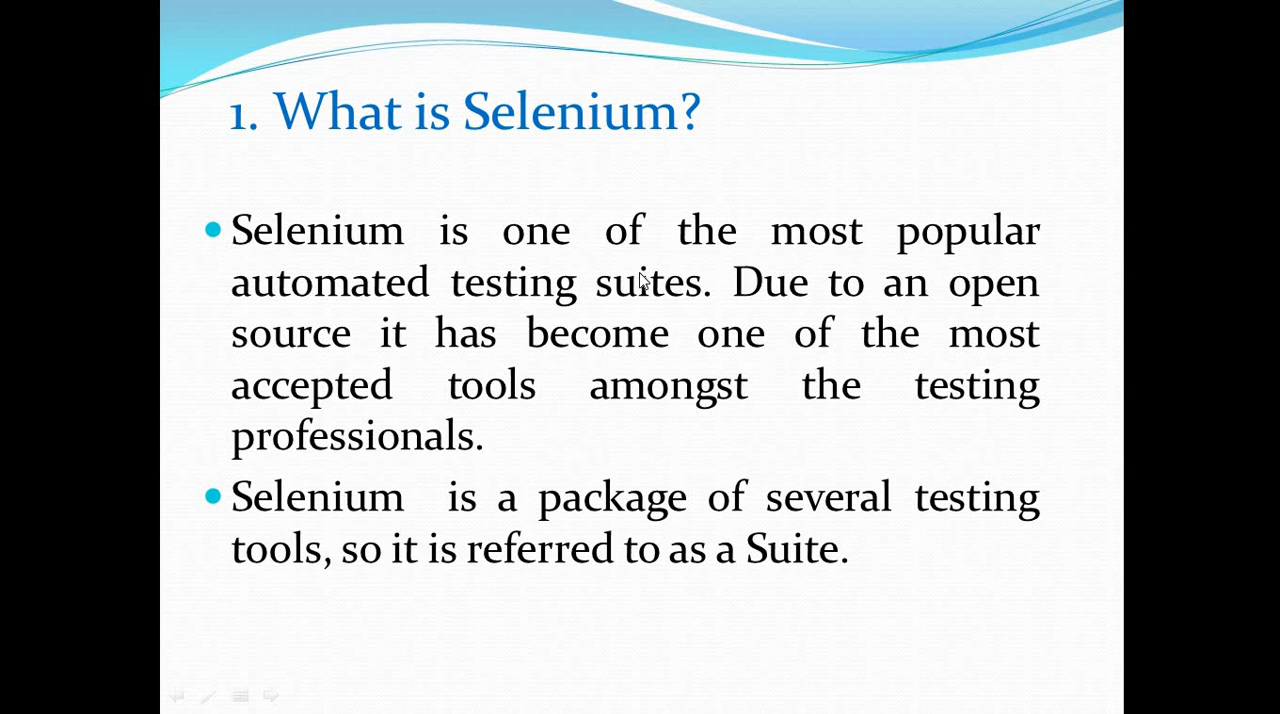 1. What is Selenium?
Selenium is one of the most popular
automated testing suites. Due to an open
source it has become one of the most
accepted tools amongst the testing
professionals.
Selenium is a package of several testing
tools, so it is referred to as a Suite.